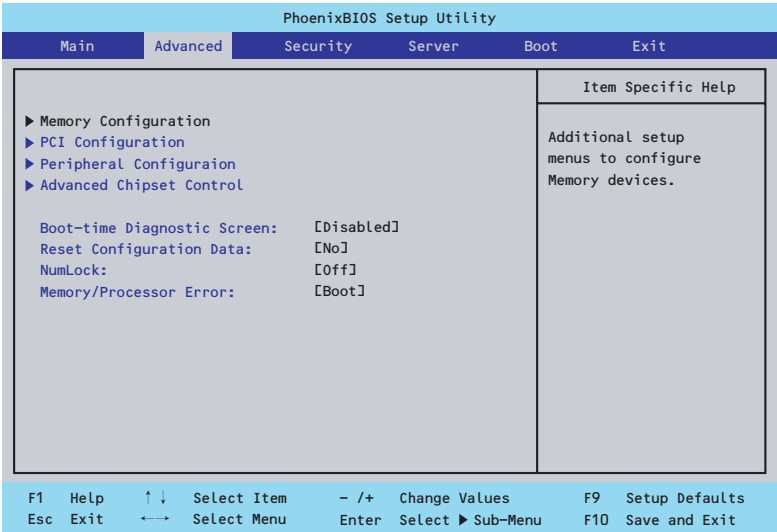 PhoenixBIOS Setup Utility
Main Advanced Security Server Boot Exit
Item Specific Help
▶ Memory Configuration
▶ PCI Configuration
▶ Peripheral Configuraion
▶ Advanced Chipset Control
Additional setup
menus to configure
Memory devices.
Boot-time Diagnostic Screen: [Disabled]
Reset Configuration Data: [No]
NumLock: [Off]
Memory/Processor Error: [Boot]
F1 Help ↑↓ Select Item - /+ Change Values F9 Setup Defaults
Esc Exit ←→ Select Menu Enter Select ▶ Sub-Menu F10 Save and Exit